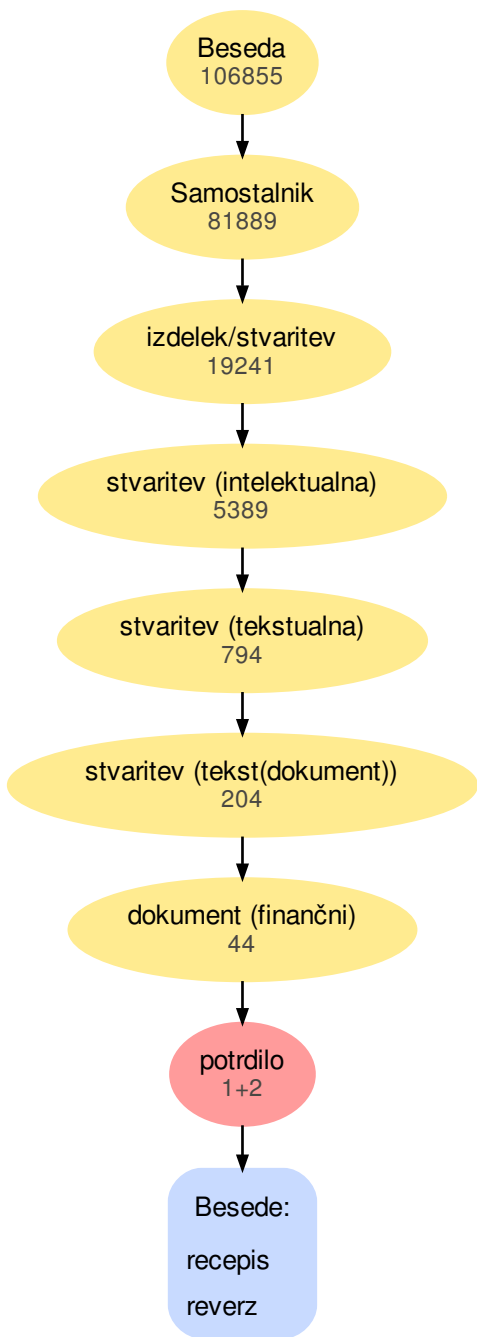 Beseda
106855
Samostalnik
81889
izdelek/stvaritev
19241
stvaritev (intelektualna)
5389
stvaritev (tekstualna)
794
stvaritev (tekst(dokument))
204
dokument (finančni)
44
potrdilo
1+2
Besede:
recepis
reverz